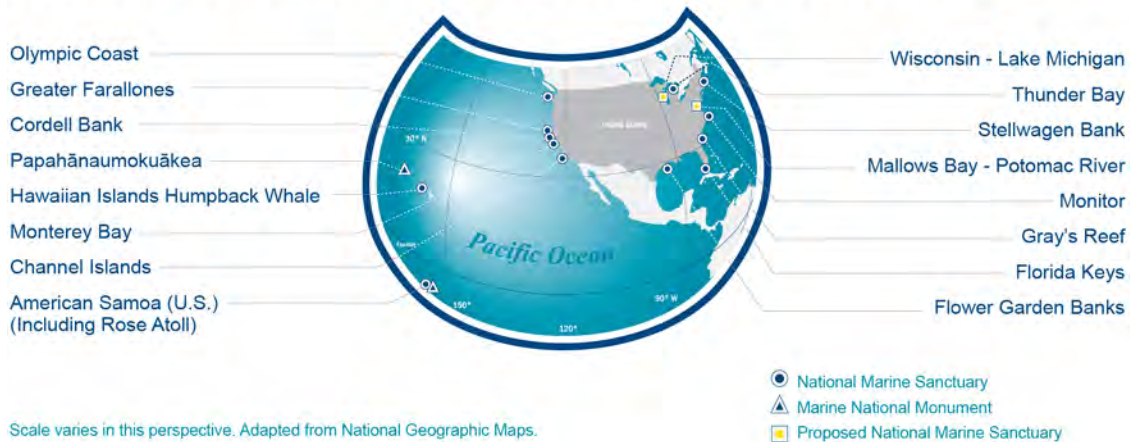 Olympic Coast
Greater Farallones
Cordell Bank
Papahānaumokuākea
Hawaiian Islands Humpback Whale
Monterey Bay
Channel Islands
American Samoa (U.S.)
(Including Rose Atoll)
30° N
Pacific Ocean
150°
120°
90° W
Wisconsin - Lake Michigan
Thunder Bay
Stellwagen Bank
Mallows Bay - Potomac River
Monitor
Gray's Reef
Florida Keys
Flower Garden Banks
National Marine Sanctuary
Marine National Monument
Proposed National Marine Sanctuary
Scale varies in this perspective. Adapted from National Geographic Maps.